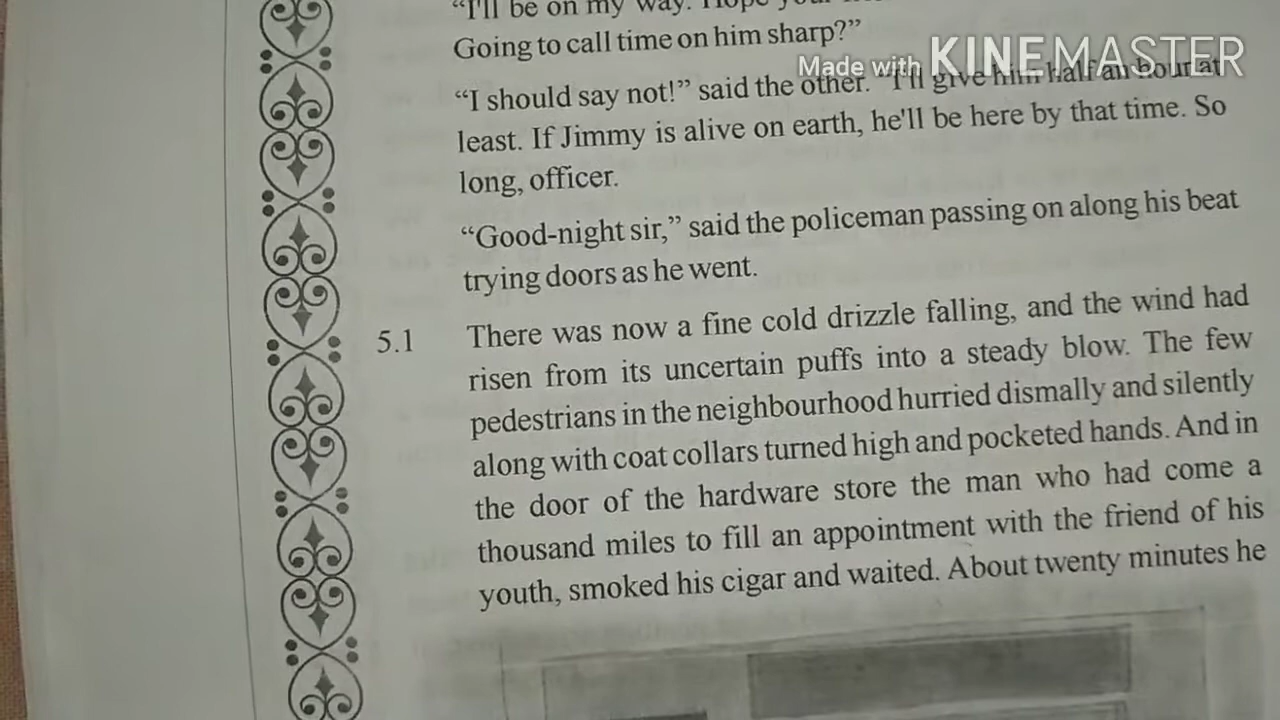 "I'll be on my way. Hope your
Going to call time on him sharp?"
Made with KINEMASTER
"I should say not!" said the other. "I'll give him half an hour at
least. If Jimmy is alive on earth, he'll be here by that time. So
long, officer.
"Good-night sir," said the policeman passing on along his beat
trying doors as he went.
5.1 There was now a fine cold drizzle falling, and the wind had
risen from its uncertain puffs into a steady blow. The few
pedestrians in the neighbourhood hurried dismally and silently
along with coat collars turned high and pocketed hands. And in
the door of the hardware store the man who had come a
thousand miles to fill an appointment with the friend of his
youth, smoked his cigar and waited. About twenty minutes he